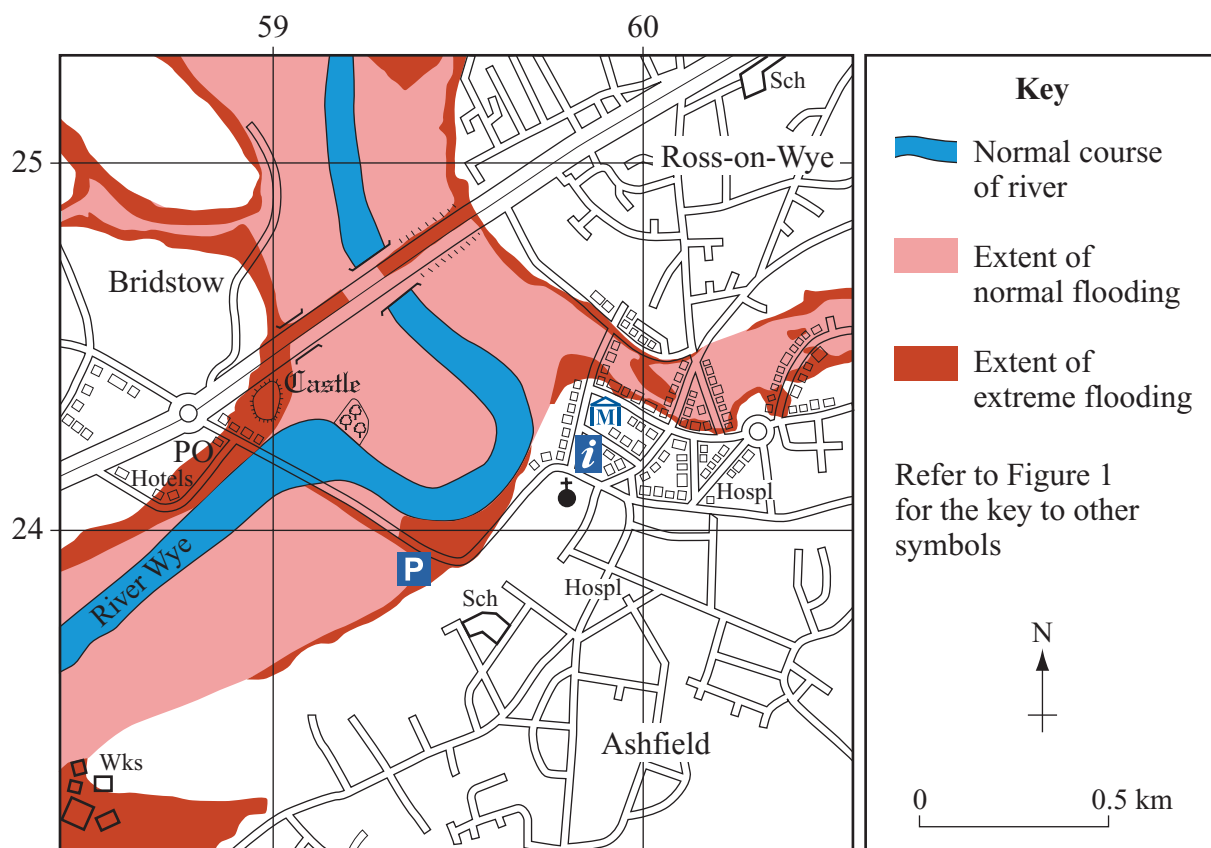 59
60
Sch
25
Ross-on-Wye
Bridstow
Castle
M
PO
i
Hotels
Hospl
24
River Wye
P
Hospl
Sch
Ashfield
Wks
Key
Normal course
of river
Extent of
normal flooding
Extent of
extreme flooding
Refer to Figure 1
for the key to other
symbols
N
0
0.5 km